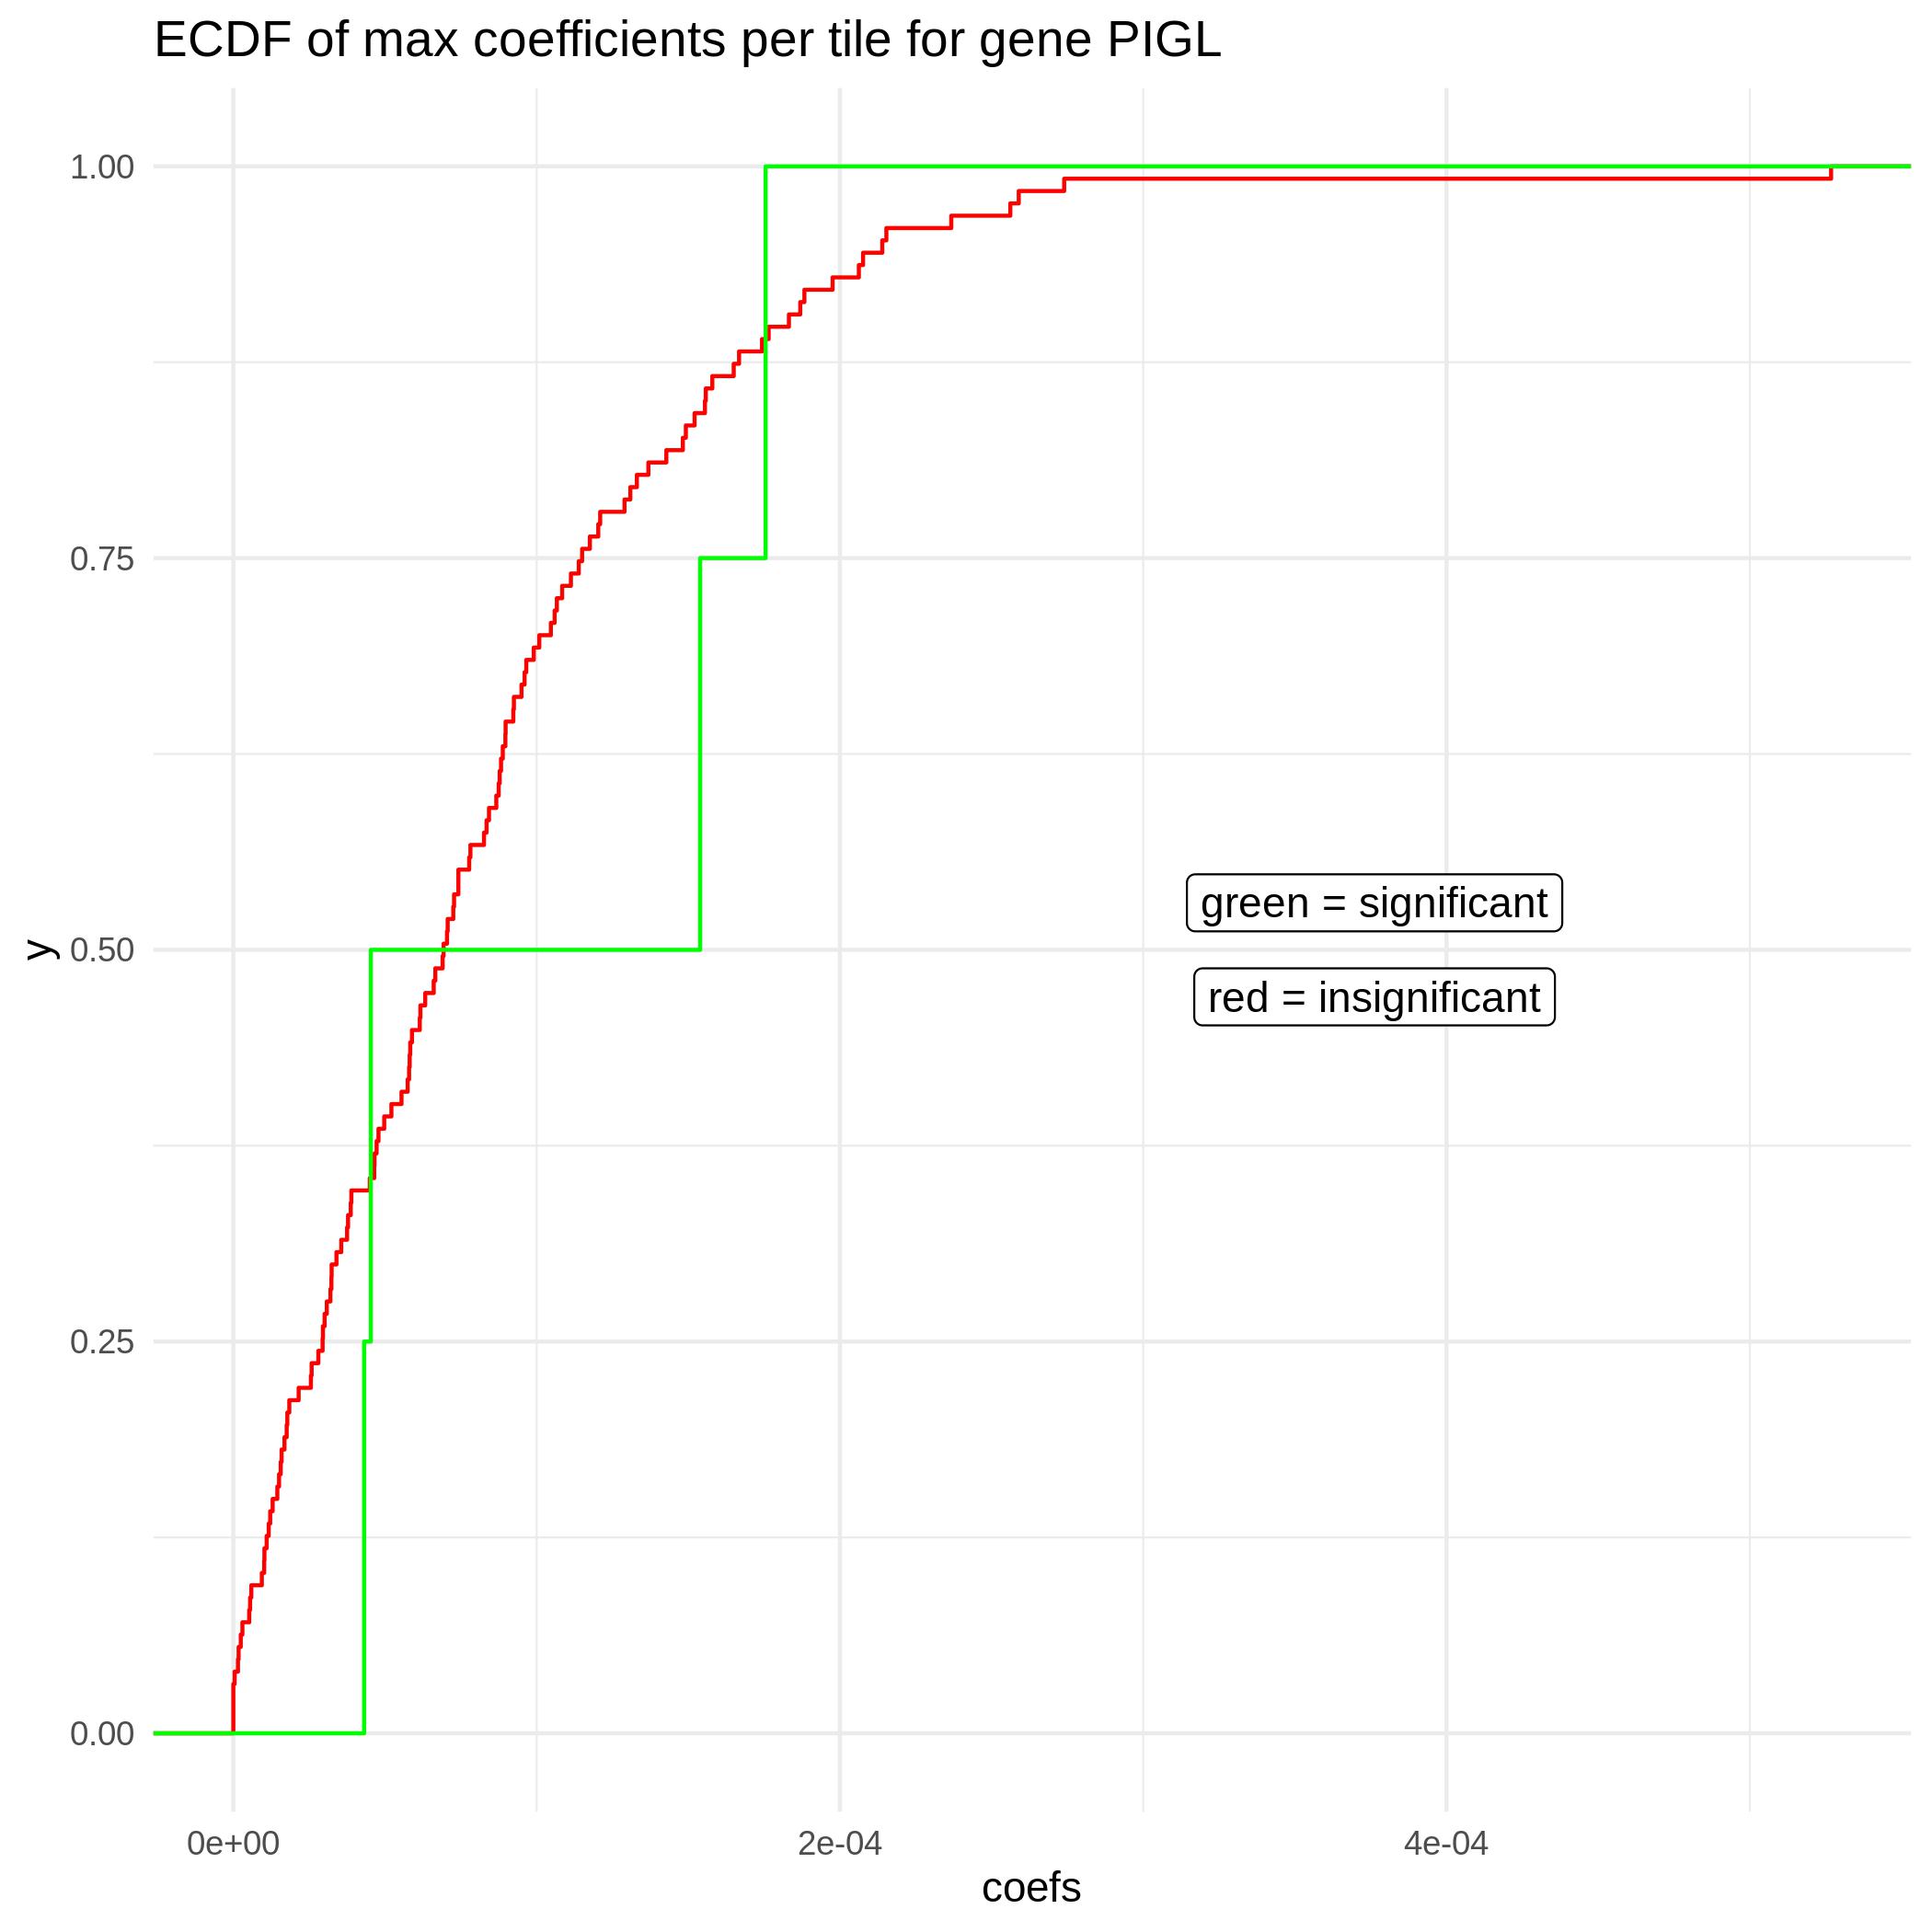 ECDF of max coefficients per tile for gene PIGL
1.00
0.75
0.50
0.25
0.00
y
green = significant
red = insignificant
0e+00
2e-04
4e-04
coefs